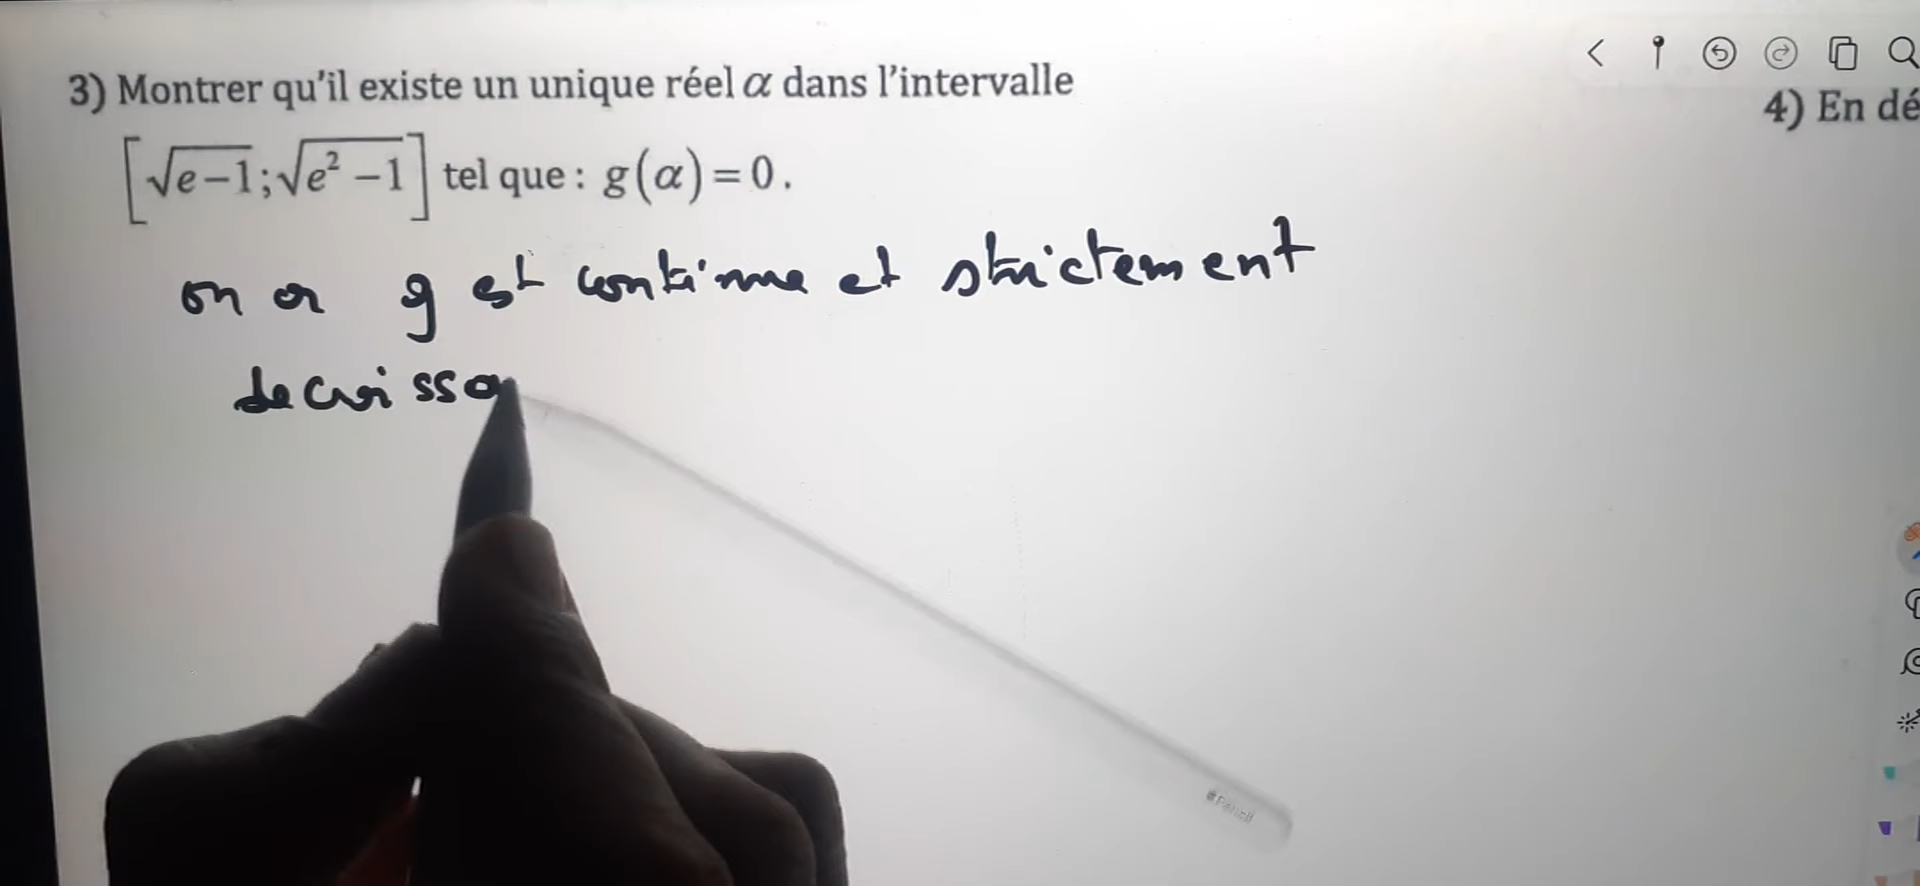 3) Montrer qu'il existe un unique réel α dans l'intervalle
[√(e-1) ; √(e² -1)] tel que : g(α) = 0.
on a g est continue et strictement
decroissa
4) En dé